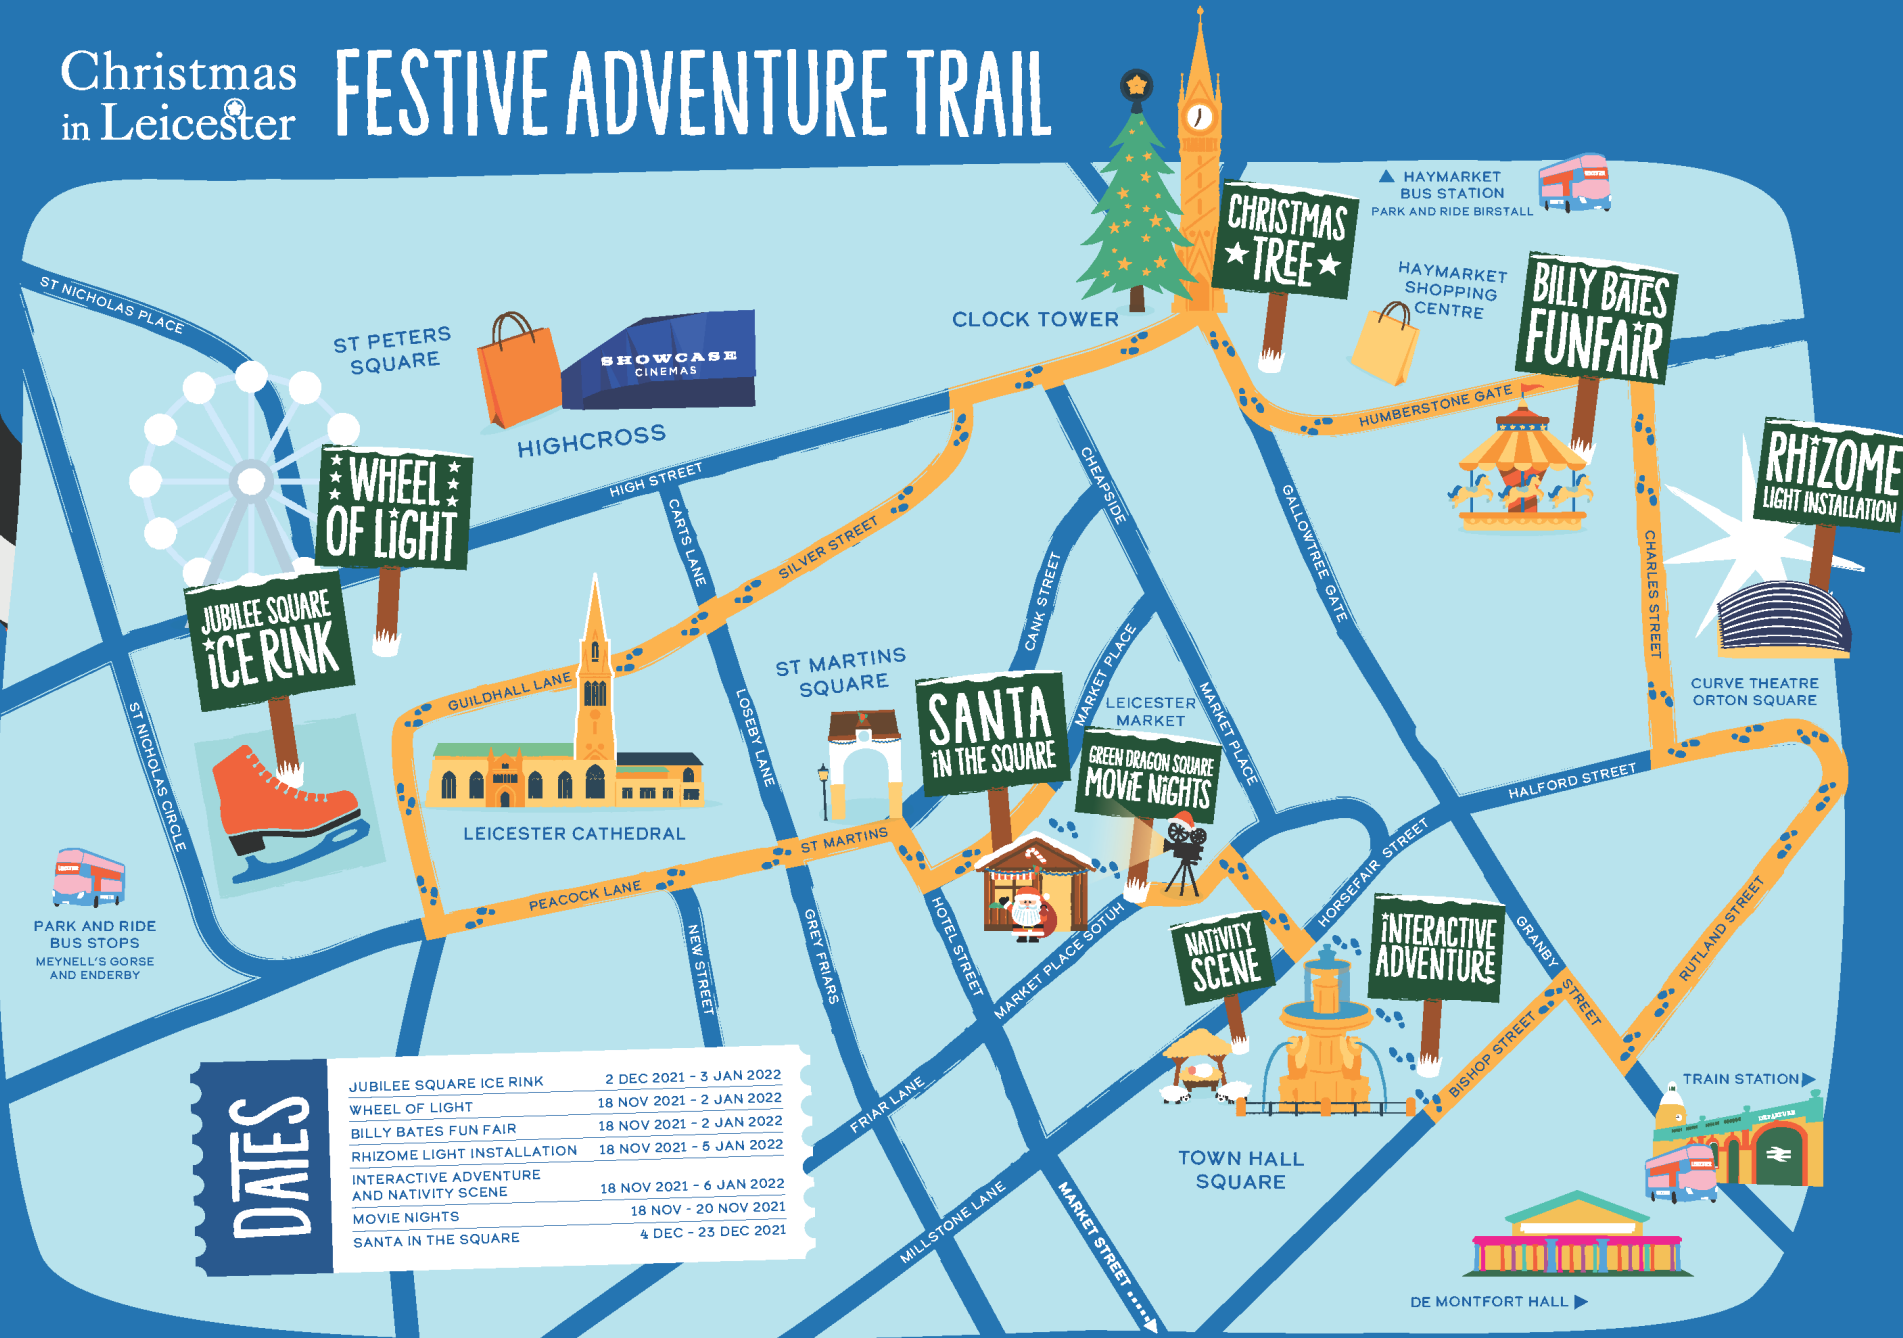 Christmas
in Leicester
FESTIVE ADVENTURE TRAIL
HAYMARKET
BUS STATION
PARK AND RIDE BIRSTALL
CHRISTMAS
TREE
HAYMARKET
SHOPPING
CENTRE
BILLY BATES
FUNFAIR
ST NICHOLAS PLACE
ST PETERS
SQUARE
SHOWCASE
CINEMAS
HIGHCROSS
CLOCK TOWER
HUMBERSTONE GATE
RHIZOME
LIGHT INSTALLATION
WHEEL
OF LIGHT
HIGH STREET
CARTS LANE
SILVER STREET
CHEAPSIDE
CANK STREET
GALLOWTREE GATE
CHARLES STREET
JUBILEE SQUARE
ICE RINK
GUILDHALL LANE
ST MARTINS
SQUARE
MARKET PLACE
LEICESTER
MARKET
MARKET PLACE
CURVE THEATRE
ORTON SQUARE
ST NICHOLAS CIRCLE
LOSEBY LANE
SANTA
IN THE SQUARE
GREEN DRAGON SQUARE
MOVIE NIGHTS
HALFORD STREET
LEICESTER CATHEDRAL
ST MARTINS
HORSEFAIR STREET
PEACOCK LANE
PARK AND RIDE
BUS STOPS
MEYNELL'S GORSE
AND ENDERBY
NEW STREET
GREY FRIARS
HOTEL STREET
MARKET PLACE SOTUH
NATIVITY
SCENE
INTERACTIVE
ADVENTURE
GRANBY STREET
RUTLAND STREET
BISHOP STREET
TRAIN STATION
DEPARTURE
FRIAR LANE
TOWN HALL
SQUARE
MILLSTONE LANE
MARKET STREET
DE MONTFORT HALL
DATES
JUBILEE SQUARE ICE RINK 2 DEC 2021 - 3 JAN 2022
WHEEL OF LIGHT 18 NOV 2021 - 2 JAN 2022
BILLY BATES FUN FAIR 18 NOV 2021 - 2 JAN 2022
RHIZOME LIGHT INSTALLATION 18 NOV 2021 - 5 JAN 2022
INTERACTIVE ADVENTURE
AND NATIVITY SCENE 18 NOV 2021 - 6 JAN 2022
MOVIE NIGHTS 18 NOV - 20 NOV 2021
SANTA IN THE SQUARE 4 DEC - 23 DEC 2021